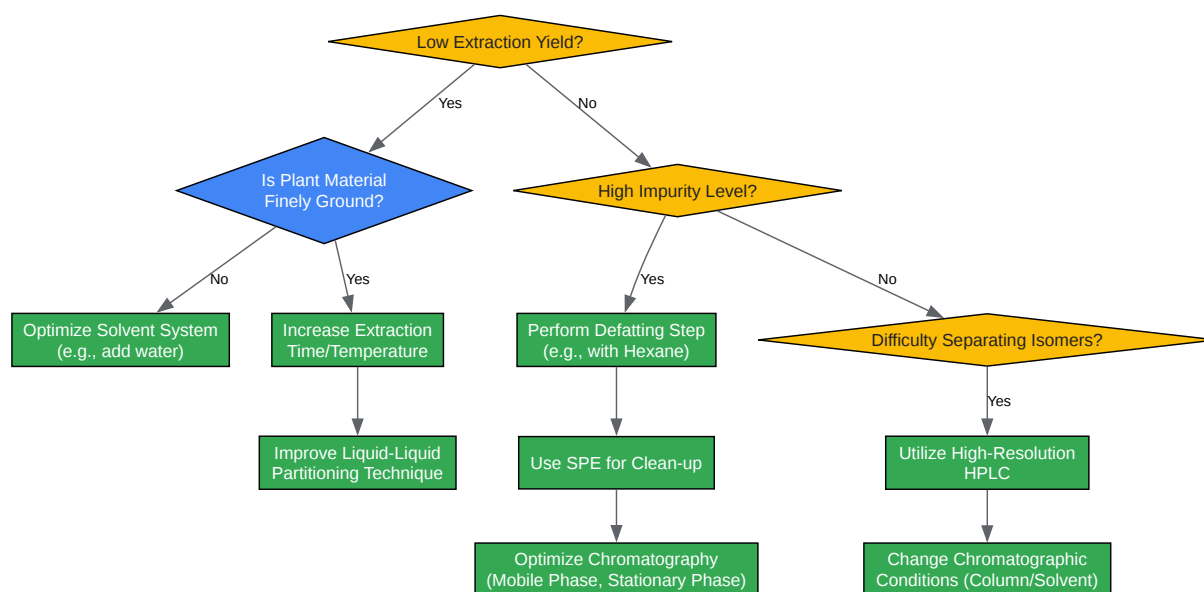 Low Extraction Yield?
Yes
No
Is Plant Material
Finely Ground?
High Impurity Level?
No
Yes
Yes
No
Optimize Solvent System
(e.g., add water)
Increase Extraction
Time/Temperature
Perform Defatting Step
(e.g., with Hexane)
Difficulty Separating Isomers?
Yes
Improve Liquid-Liquid
Partitioning Technique
Use SPE for Clean-up
Utilize High-Resolution
HPLC
Optimize Chromatography
(Mobile Phase, Stationary Phase)
Change Chromatographic
Conditions (Column/Solvent)